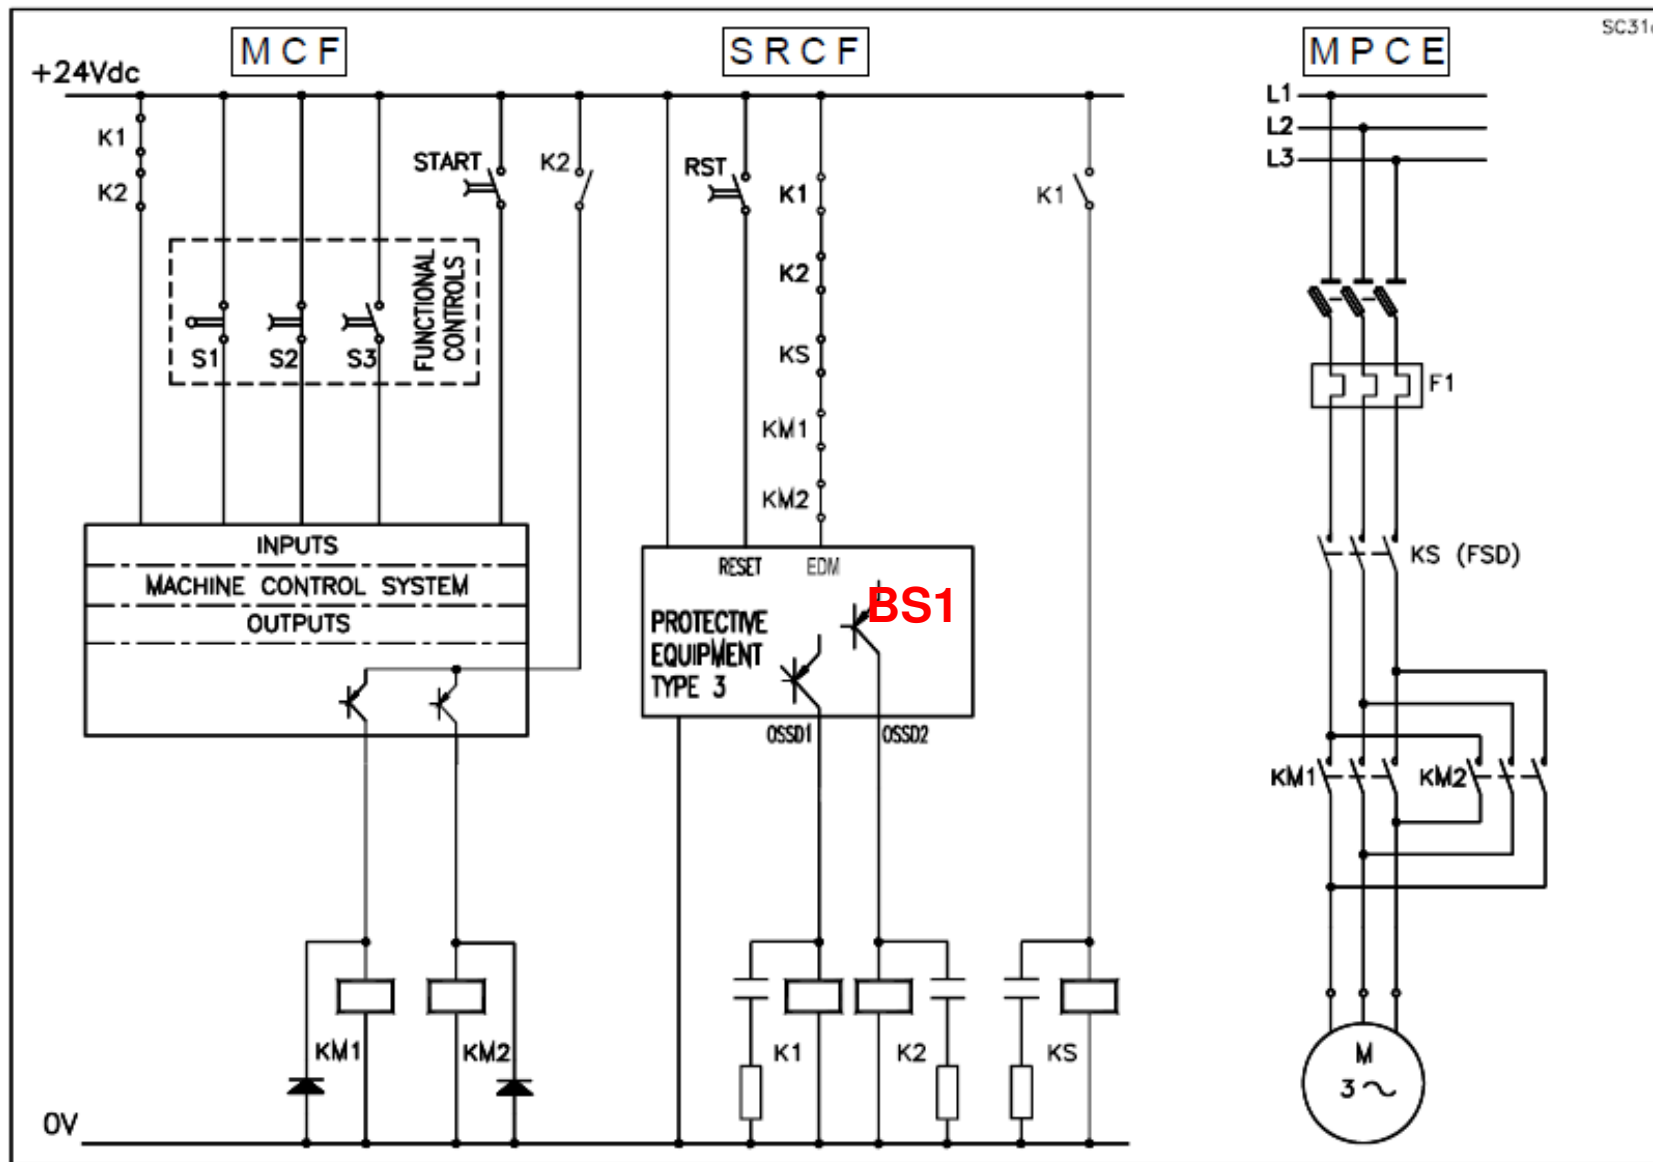 MCF
SRCF
MPCE
+24Vdc
K1
K2
START
K2
RST
K1
K2
KS
KM1
KM2
K1
L1
L2
L3
S1
S2
S3
FUNCTIONAL
CONTROLS
F1
KS (FSD)
INPUTS
MACHINE CONTROL SYSTEM
OUTPUTS
RESET
EDM
BS1
PROTECTIVE
EQUIPMENT
TYPE 3
OSSD1
OSSD2
KM1
KM2
KM1
KM2
K1
K2
KS
M
3 ~
0V